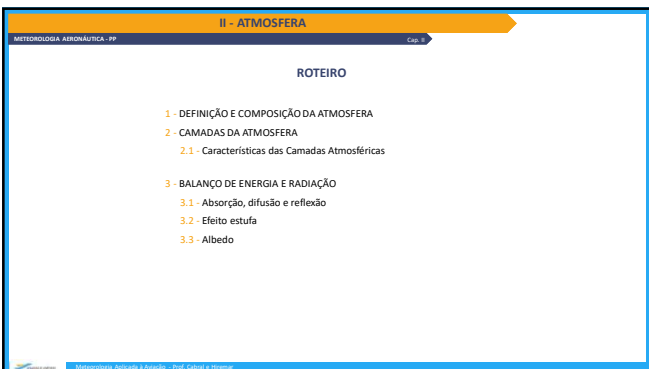 II - ATMOSFERA
METEOROLOGIA AERONÁUTICA - PP
Cap. II
ROTEIRO
1 - DEFINIÇÃO E COMPOSIÇÃO DA ATMOSFERA
2 - CAMADAS DA ATMOSFERA
2.1 - Características das Camadas Atmosféricas
3 - BALANÇO DE ENERGIA E RADIAÇÃO
3.1 - Absorção, difusão e reflexão
3.2 - Efeito estufa
3.3 - Albedo
Meteorologia Aplicada à Aviação - Prof. Cabral e Hinemar